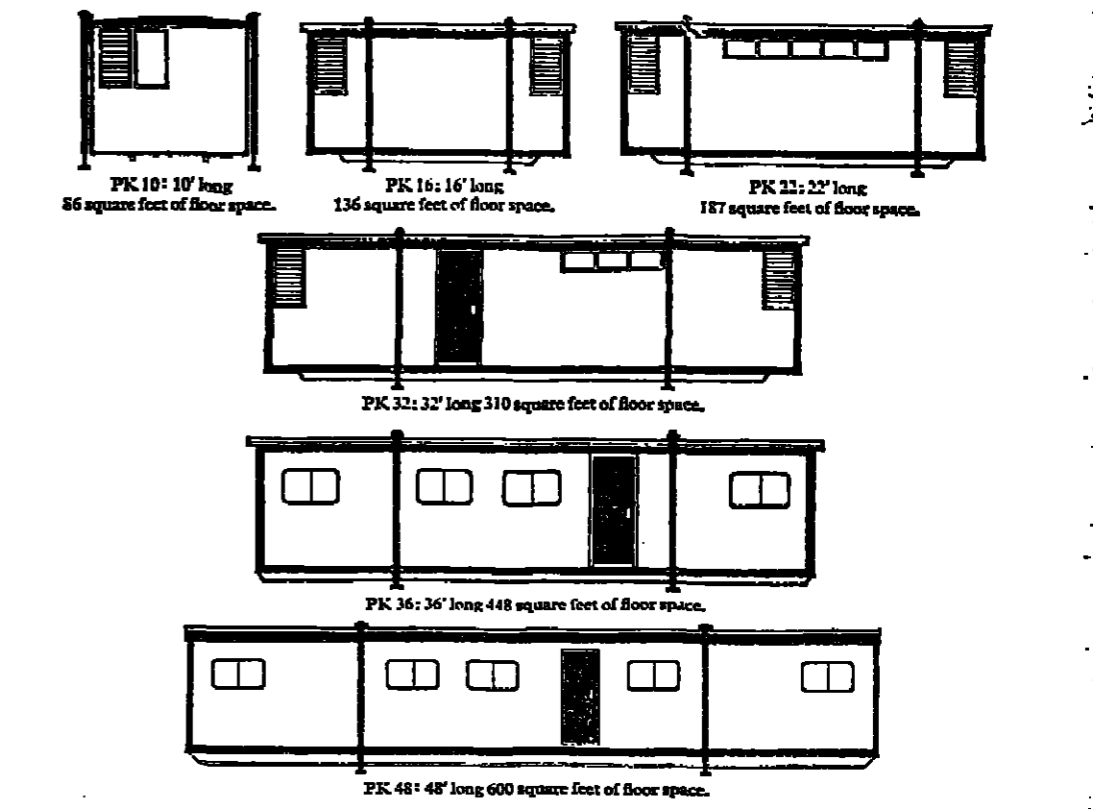 PK 10: 10' long
86 square feet of floor space.
PK 16: 16' long
136 square feet of floor space.
PK 22: 22' long
187 square feet of floor space.
PK 32: 32' long 310 square feet of floor space.
PK 36: 36' long 448 square feet of floor space.
PK 48: 48' long 600 square feet of floor space.